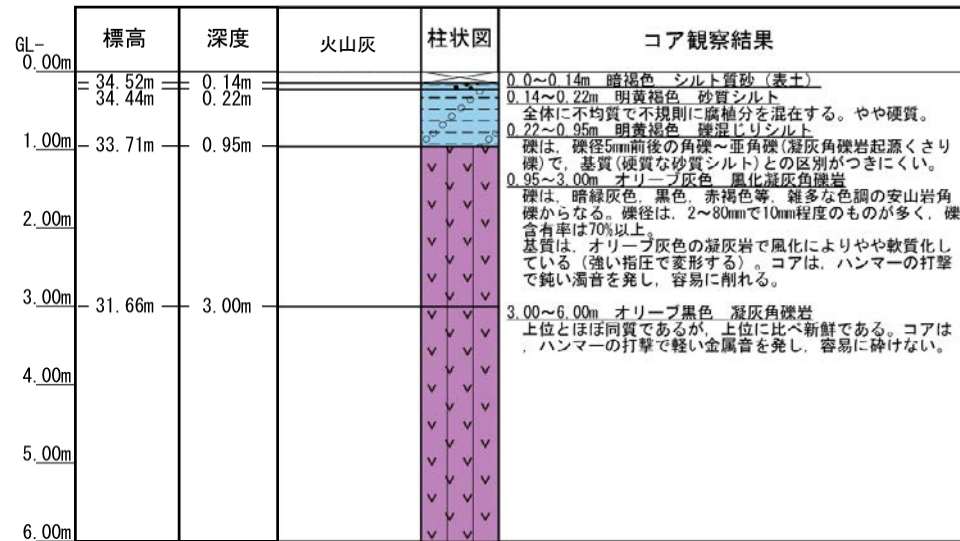 標高 深度 火山灰 柱状図 コア観察結果
GL-
0.00m
34.52m 0.14m
34.44m 0.22m
1.00m
33.71m 0.95m
2.00m
3.00m
31.66m 3.00m
4.00m
5.00m
6.00m
0.0~0.14m 暗褐色 シルト質砂(表土)
0.14~0.22m 明黄褐色 砂質シルト
全体に不均質で不規則に腐植分を混在する。やや硬質。
0.22~0.95m 明黄褐色 礫混じりシルト
礫は、礫径5mm前後の角礫~亜角礫(凝灰角礫岩起源くさり
礫)で、基質(硬質な砂質シルト)との区別がつきにくい。
0.95~3.00m オリーブ灰色 風化凝灰角礫岩
礫は、暗緑灰色、黒色、赤褐色等、雑多な色調の安山岩角
礫からなる。礫径は、2~80mmで10mm程度のものが多く、礫
含有率は70%以上。
基質は、オリーブ灰色の凝灰岩で風化によりやや軟質化し
ている(強い指圧で変形する)。コアは、ハンマーの打撃
で鈍い濁音を発し、容易に削れる。
3.00~6.00m オリーブ黒色 凝灰角礫岩
上位とほぼ同質であるが、上位に比べ新鮮である。コアは
、ハンマーの打撃で軽い金属音を発し、容易に砕けない。